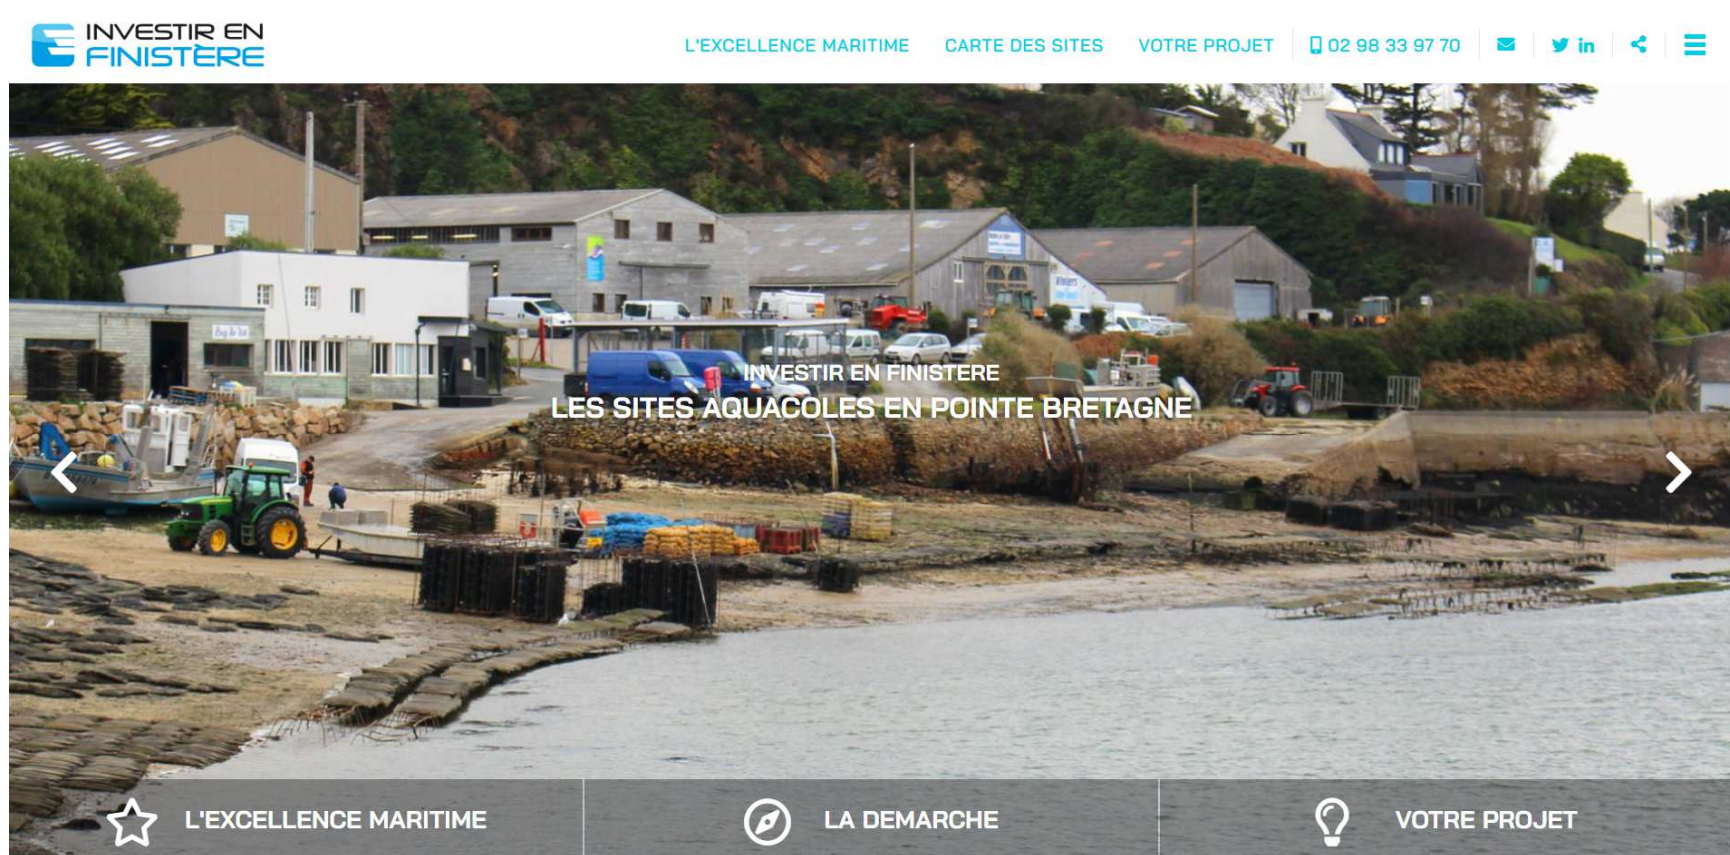 INVESTIR EN
FINISTÈRE
L'EXCELLENCE MARITIME
CARTE DES SITES
VOTRE PROJET
02 98 33 97 70
INVESTIR EN FINISTERE
LES SITES AQUACOLES EN POINTE BRETAGNE
L'EXCELLENCE MARITIME
LA DEMARCHE
VOTRE PROJET